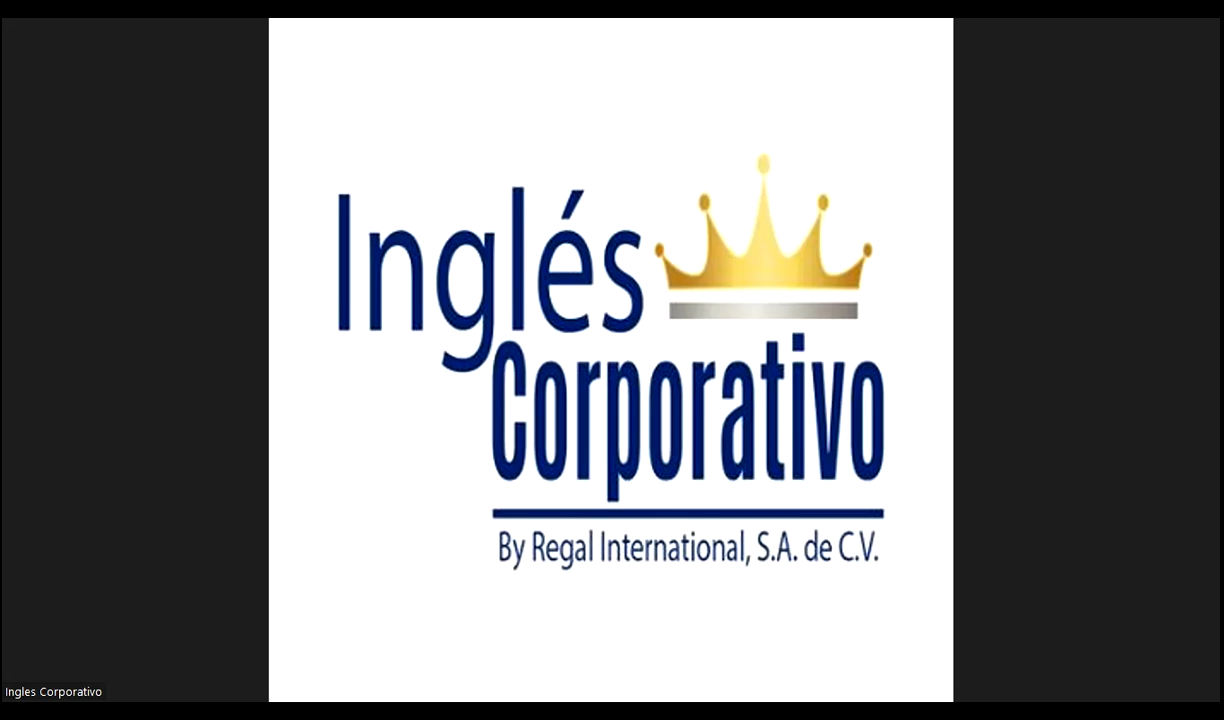 Inglés
Corporativo
By Regal International, S.A. de C.V.
Ingles Corporativo